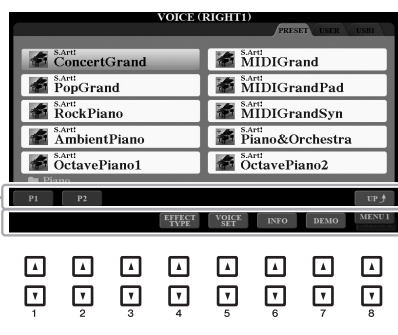 VOICE (RIGHT1)
PRESET USER USB1
S.Art!
ConcertGrand
S.Art!
MIDIGrand
S.Art!
PopGrand
S.Art!
MIDIGrandPad
S.Art!
RockPiano
S.Art!
MIDIGrandSyn
S.Art!
AmbientPiano
S.Art!
Piano&Orchestra
S.Art!
OctavePiano1
S.Art!
OctavePiano2
Piano
P1 P2 UP
EFFECT TYPE
VOICE SET
INFO
DEMO
MENU 1
1 2 3 4 5 6 7 8